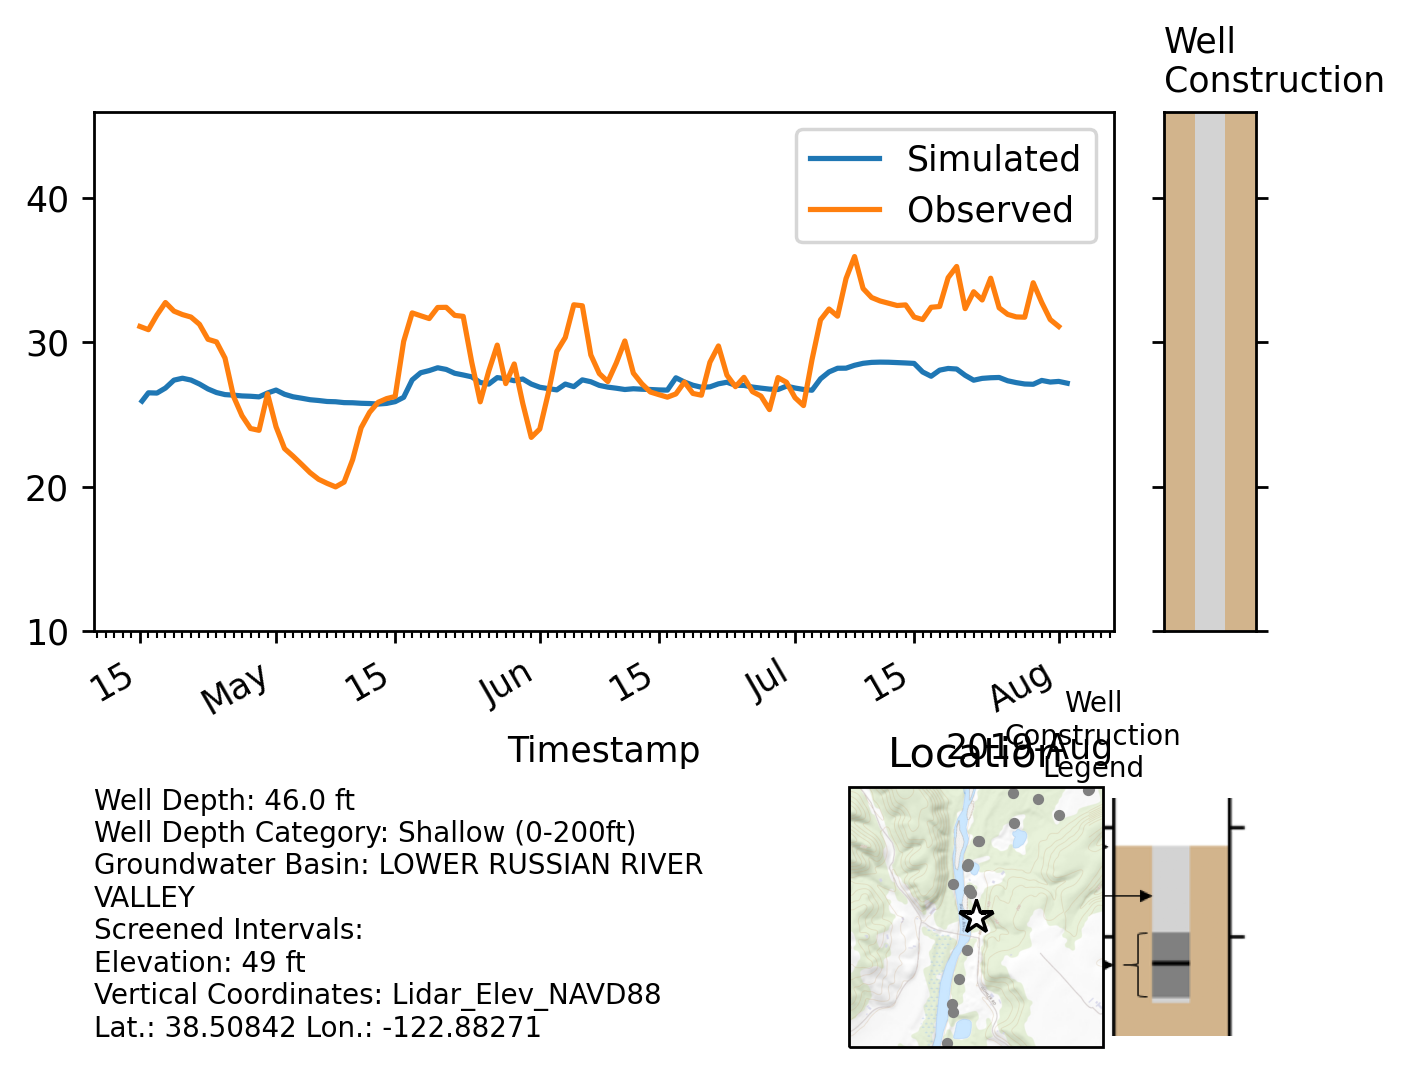 Well
Construction
Simulated
Observed
40
30
20
10
15
May
15
Jun
15
Jul
15
Aug
Timestamp
2019-Aug
Location
Well
Construction
Legend
Well Depth: 46.0 ft
Well Depth Category: Shallow (0-200ft)
Groundwater Basin: LOWER RUSSIAN RIVER
VALLEY
Screened Intervals:
Elevation: 49 ft
Vertical Coordinates: Lidar_Elev_NAVD88
Lat.: 38.50842 Lon.: -122.88271